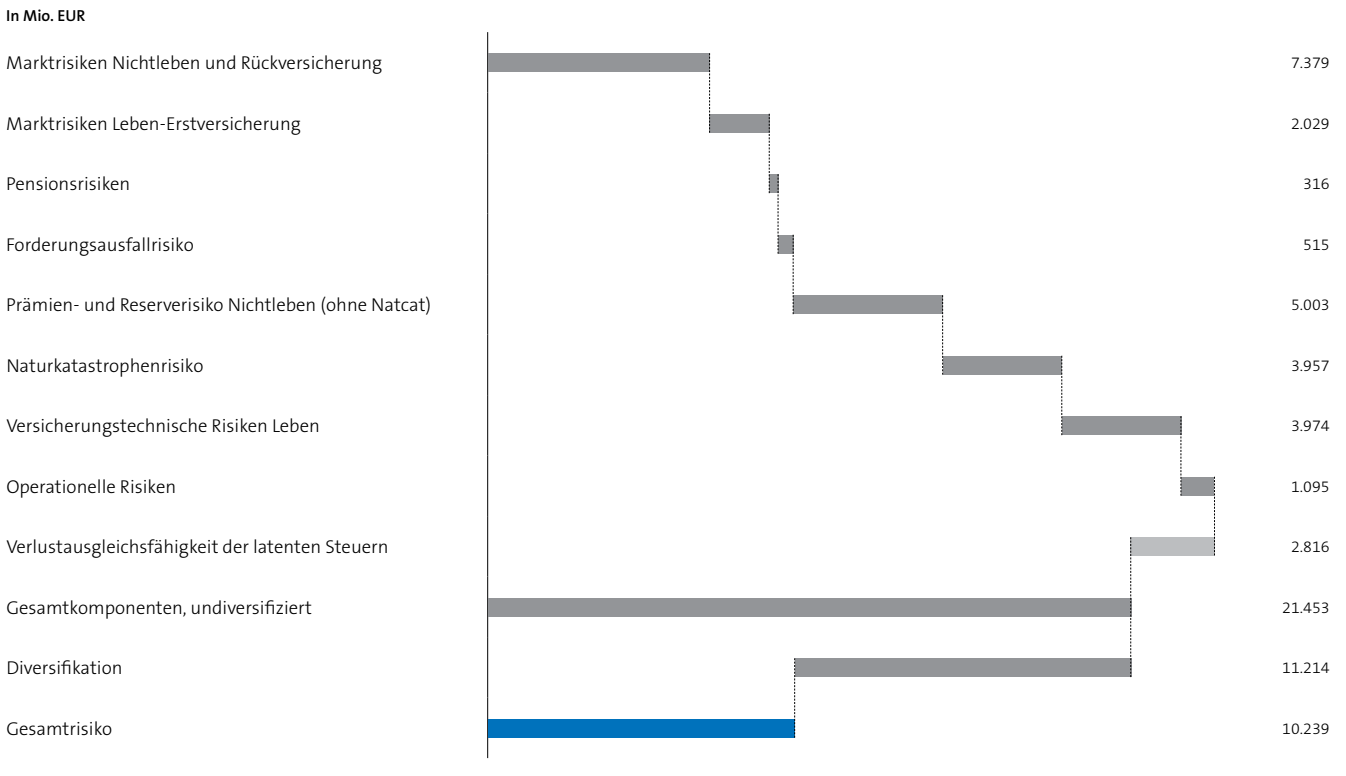 In Mio. EUR
Marktrisiken Nichtleben und Rückversicherung 7.379
Marktrisiken Leben-Erstversicherung 2.029
Pensionsrisiken 316
Forderungsausfallrisiko 515
Prämien- und Reserverisiko Nichtleben (ohne Natcat) 5.003
Naturkatastrophenrisiko 3.957
Versicherungstechnische Risiken Leben 3.974
Operationelle Risiken 1.095
Verlustausgleichsfähigkeit der latenten Steuern 2.816
Gesamtkomponenten, undiversifiziert 21.453
Diversifikation 11.214
Gesamtrisiko 10.239